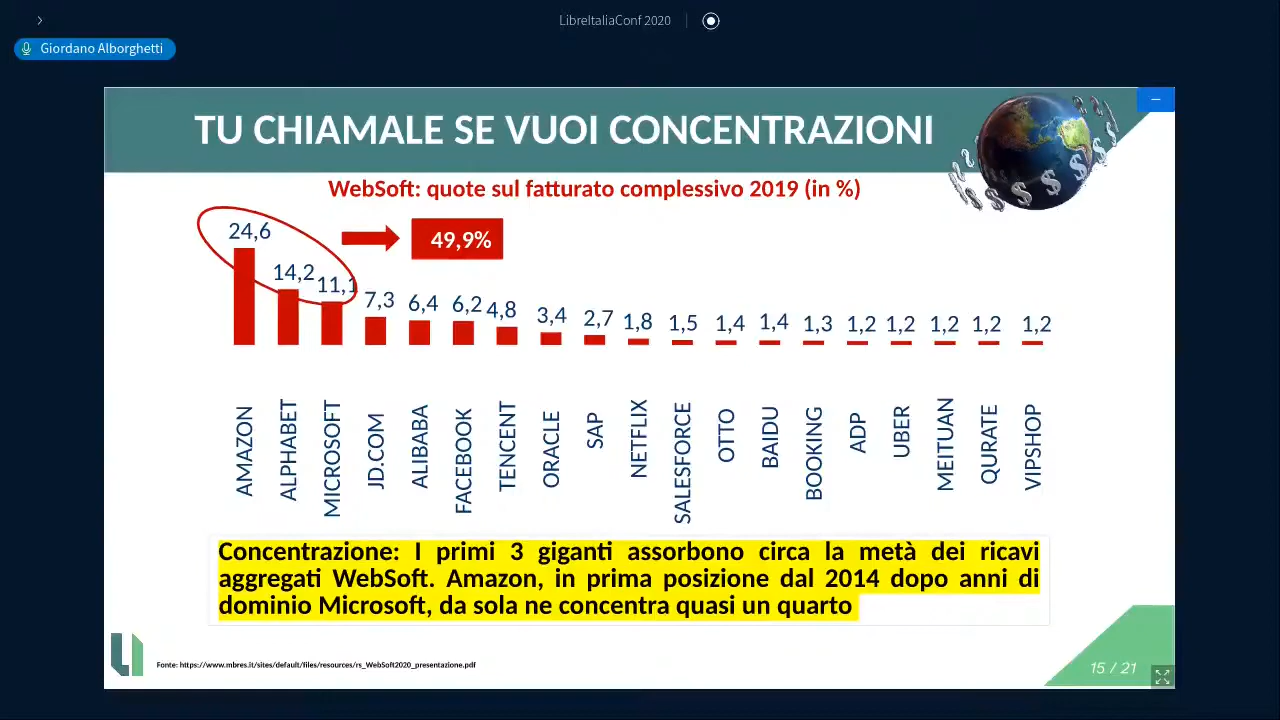 LibreItaliaConf 2020
Giordano Alborghetti
TU CHIAMALE SE VUOI CONCENTRAZIONI
WebSoft: quote sul fatturato complessivo 2019 (in %)
49,9%
24,6 14,2 11,1 7,3 6,4 6,2 4,8 3,4 2,7 1,8 1,5 1,4 1,4 1,3 1,2 1,2 1,2 1,2 1,2
AMAZON
ALPHABET
MICROSOFT
JD.COM
ALIBABA
FACEBOOK
TENCENT
ORACLE
SAP
NETFLIX
SALESFORCE
OTTO
BAIDU
BOOKING
ADP
UBER
MEITUAN
QURATE
VIPSHOP
Concentrazione: I primi 3 giganti assorbono circa la metà dei ricavi
aggregati WebSoft. Amazon, in prima posizione dal 2014 dopo anni di
dominio Microsoft, da sola ne concentra quasi un quarto
Fonte: https://www.mbres.it/sites/default/files/resources/rs_WebSoft2020_presentazione.pdf
15 / 21